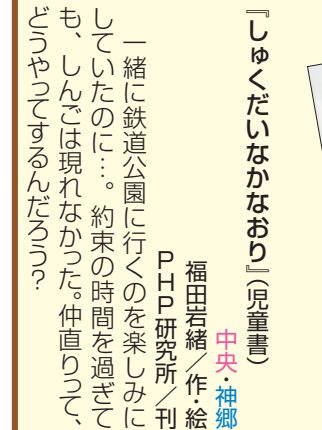 『しゅくだいなかなおり』(児童書)
中央・神郷
福田岩緒／作・絵
ＰＨＰ研究所／刊
一緒に鉄道公園に行くのを楽しみに
していたのに…。約束の時間を過ぎて
も、しんごは現れなかった。仲直りって、
どうやってするんだろう？